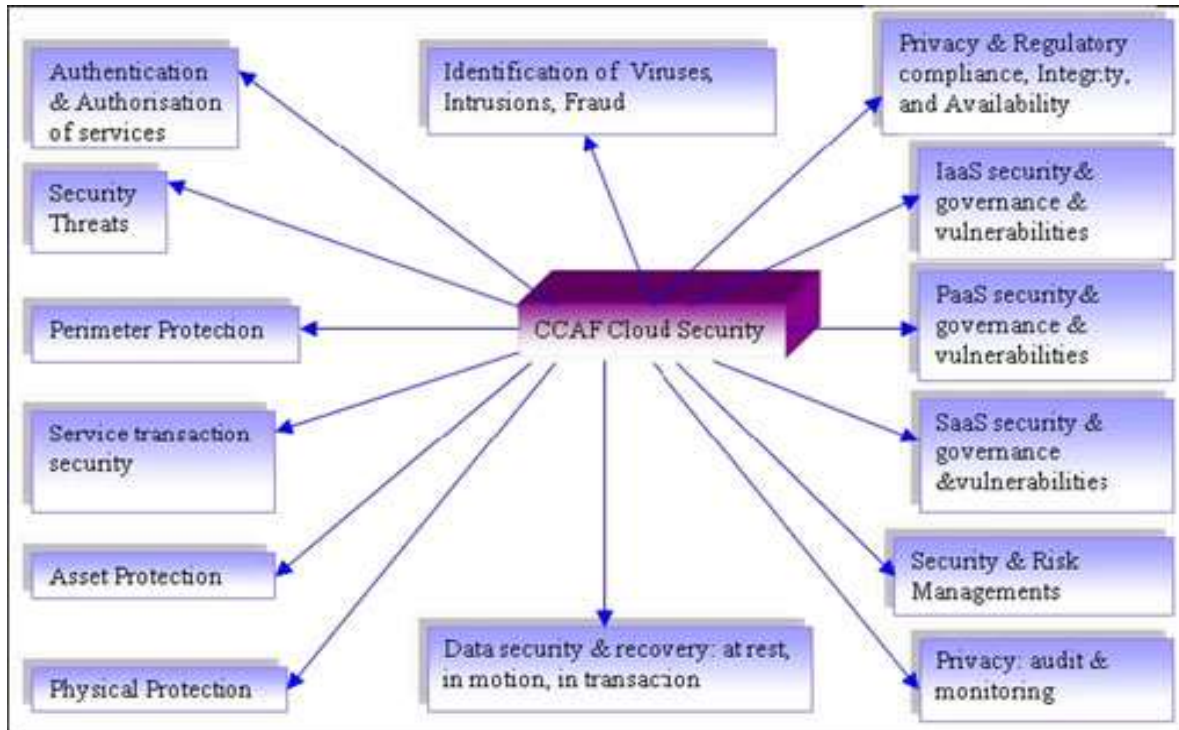 Authentication
& Authorisation
of services
Identification of Viruses,
Intrusions, Fraud
Privacy & Regulatory
compliance, Integrity,
and Availability
Security
Threats
IaaS security&
governance &
vulnerabilities
Perimeter Protection
CCAF Cloud Security
PaaS security&
governance &
vulnerabilities
Service transaction
security
SaaS security &
governance
&vulnerabilities
Asset Protection
Security & Risk
Managements
Physical Protection
Data security & recovery: at rest,
in motion, in transacion
Privacy: audit &
monitoring